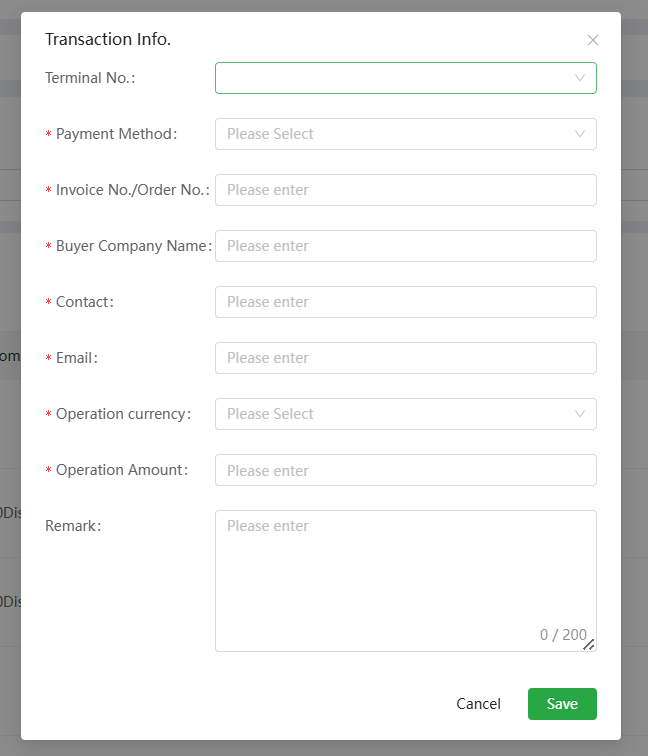 Transaction Info.
Terminal No.:
* Payment Method: Please Select
* Invoice No./Order No.: Please enter
* Buyer Company Name: Please enter
* Contact: Please enter
om
* Email: Please enter
* Operation currency: Please Select
* Operation Amount: Please enter
0Dis
Remark: Please enter
0Dis
0 / 200
Cancel Save